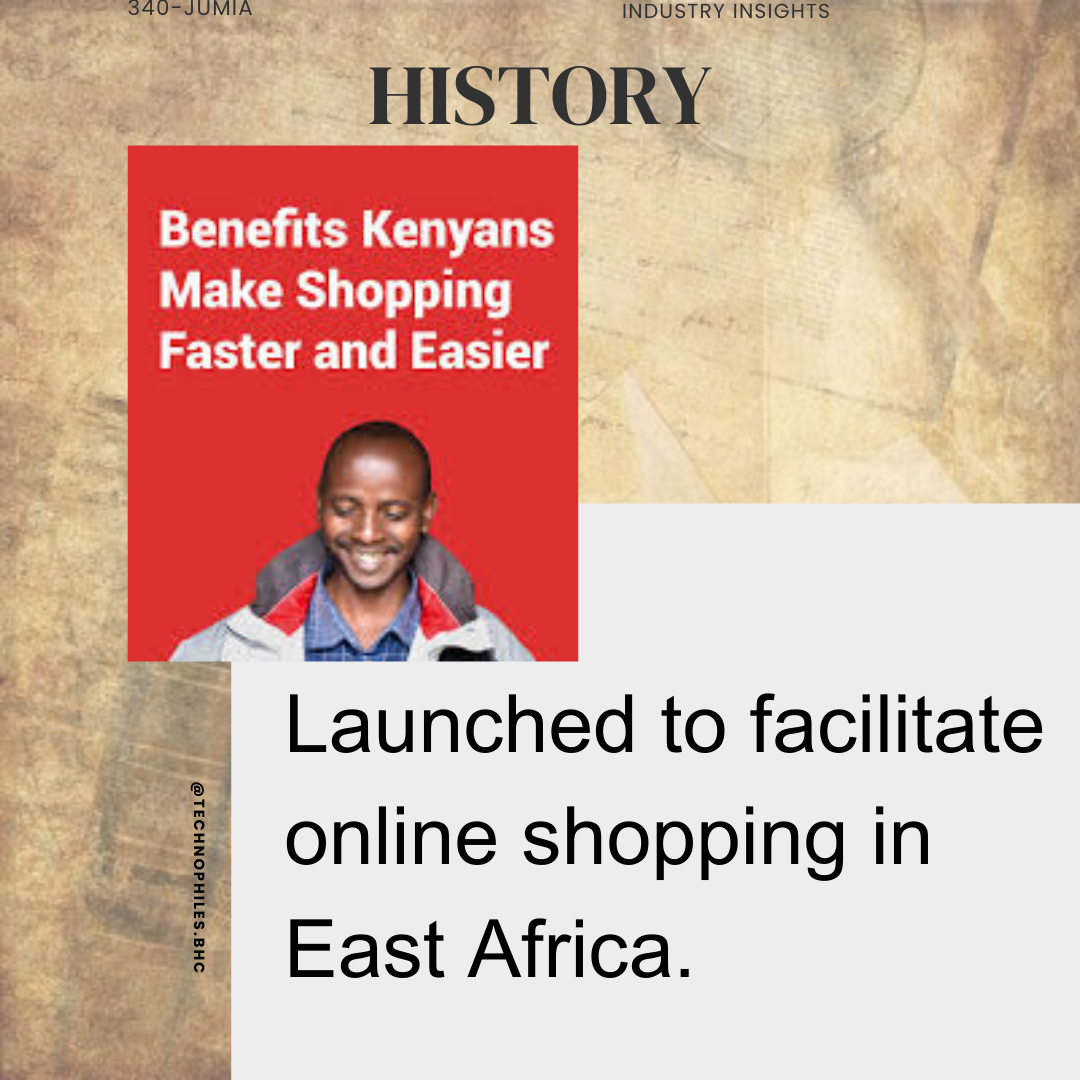 340-JUMIA
INDUSTRY INSIGHTS
HISTORY
Benefits Kenyans
Make Shopping
Faster and Easier
Launched to facilitate
online shopping in
East Africa.
@TECHNOPHILES.BHC